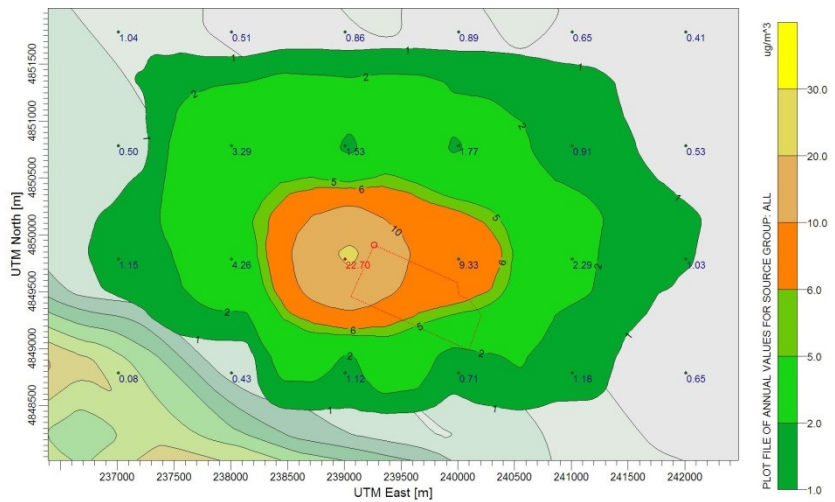 ug/m^3
1.04 0.51 0.86 0.89 0.65 0.41
1 1
2 2
2
1
0.50 3.29 1.53 1.77 0.91 0.53
5 5
6
10
1
1.15 4.26 22.70 9.33 2.29 1.03
6
2
2 6 5 2
1
1
2
0.08 0.43 1.12 0.71 1.18 0.65
1 1
4851500
4851000
4850500
4850000
4849500
4849000
4848500
UTM North [m]
237000 237500 238000 238500 239000 239500 240000 240500 241000 241500 242000
UTM East [m]
PLOT FILE OF ANNUAL VALUES FOR SOURCE GROUP: ALL
30.0
20.0
10.0
6.0
5.0
2.0
1.0